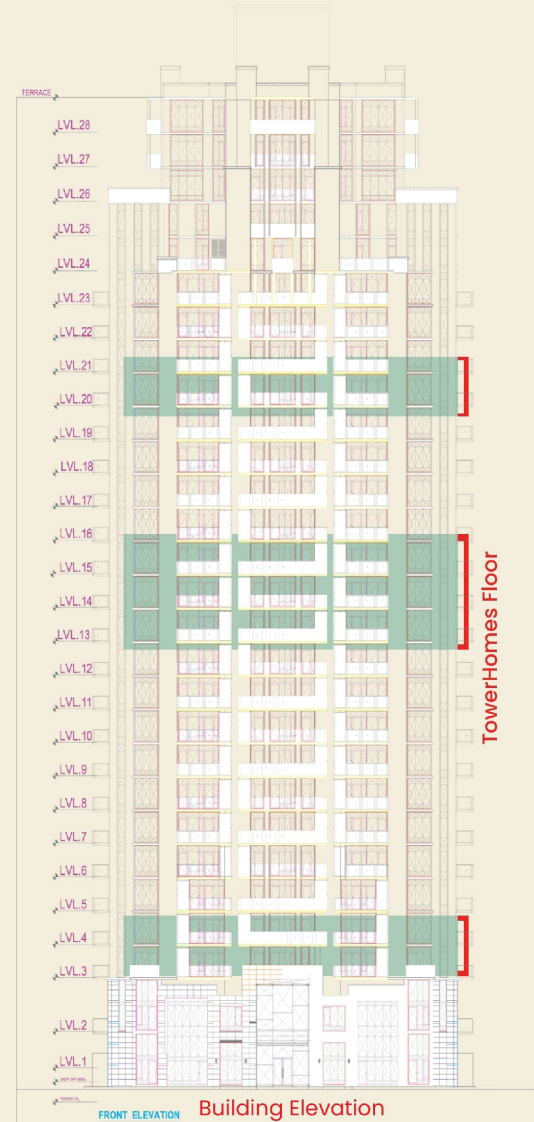 TERRACE
LVL.28
LVL.27
LVL.26
LVL.25
LVL.24
LVL.23
LVL.22
LVL.21
LVL.20
LVL.19
LVL.18
LVL.17
LVL.16
LVL.15
LVL.14
LVL.13
LVL.12
LVL.11
LVL.10
LVL.9
LVL.8
LVL.7
LVL.6
LVL.5
LVL.4
LVL.3
LVL.2
LVL.1
TowerHomes Floor
FRONT ELEVATION
Building Elevation